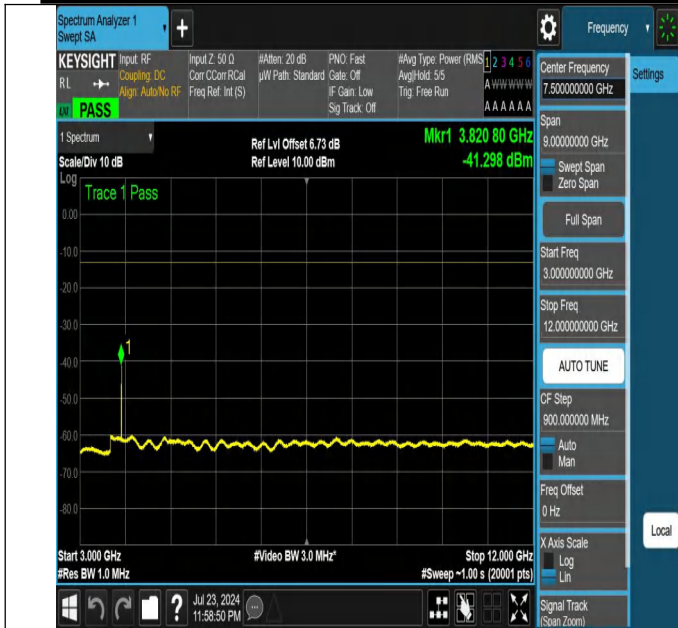 Spectrum Analyzer 1
Swept SA
+
Frequency
KEYSIGHT
RL
PASS
Input: RF
Coupling: DC
Align: Auto/No RF
Input Z: 50 Ω
Corr CCorr RCal
Freq Ref: Int (S)
#Atten: 20 dB
µW Path: Standard
PNO: Fast
Gate: Off
IF Gain: Low
Sig Track: Off
#Avg Type: Power (RMS
Avg|Hold: 5/5
Trig: Free Run
1 2 3 4 5 6
A W W W W W
A A A A A A
1 Spectrum
Scale/Div 10 dB
Log
Ref Lvl Offset 6.73 dB
Ref Level 10.00 dBm
Mkr1 3.820 80 GHz
-41.298 dBm
Trace 1 Pass
0.00
-10.0
-20.0
-30.0
1
-40.0
-50.0
-60.0
-70.0
-80.0
Start 3.000 GHz
#Res BW 1.0 MHz
#Video BW 3.0 MHz*
Stop 12.000 GHz
#Sweep ~1.00 s (20001 pts)
?
Jul 23, 2024
11:58:50 PM
Center Frequency
7.500000000 GHz
Settings
Span
9.00000000 GHz
Swept Span
Zero Span
Full Span
Start Freq
3.000000000 GHz
Stop Freq
12.000000000 GHz
AUTO TUNE
CF Step
900.000000 MHz
Auto
Man
Freq Offset
0 Hz
Local
X Axis Scale
Log
Lin
Signal Track
(Span Zoom)